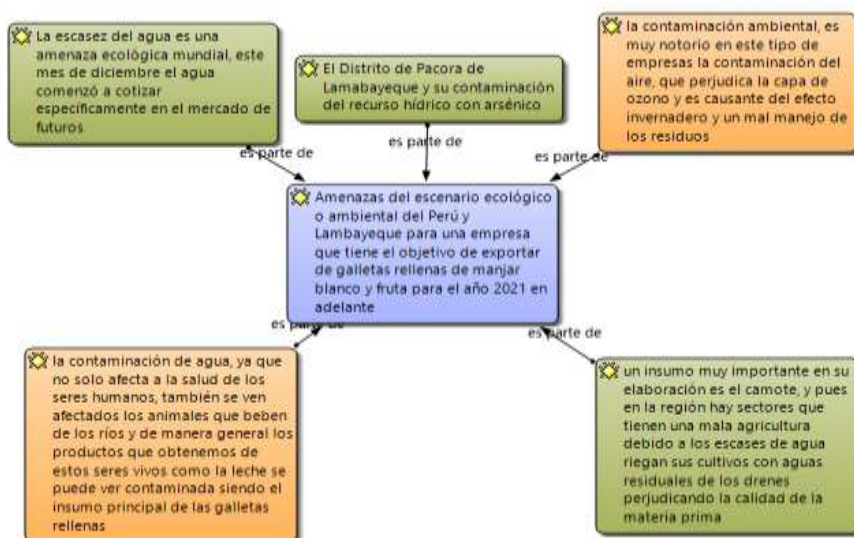 La escasez del agua es una
amenaza ecológica mundial, este
mes de diciembre el agua
comenzó a cotizar
específicamente en el mercado de
futuros
El Distrito de Pacora de
Lamabayeque y su contaminación
del recurso hídrico con arsénico
la contaminación ambiental, es
muy notorio en este tipo de
empresas la contaminación del
aire, que perjudica la capa de
ozono y es causante del efecto
invernadero y un mal manejo de
los residuos
es parte de
es parte de
es parte de
Amenazas del escenario ecológico
o ambiental del Perú y
Lambayeque para una empresa
que tiene el objetivo de exportar
de galletas rellenas de manjar
blanco y fruta para el año 2021 en
adelante
es parte de
es parte de
la contaminación de agua, ya que
no solo afecta a la salud de los
seres humanos, también se ven
afectados los animales que beben
de los ríos y de manera general los
productos que obtenemos de
estos seres vivos como la leche se
puede ver contaminada siendo el
insumo principal de las galletas
rellenas
un insumo muy importante en su
elaboración es el camote, y pues
en la región hay sectores que
tienen una mala agricultura
debido a los escases de agua
riegan sus cultivos con aguas
residuales de los drenes
perjudicando la calidad de la
materia prima